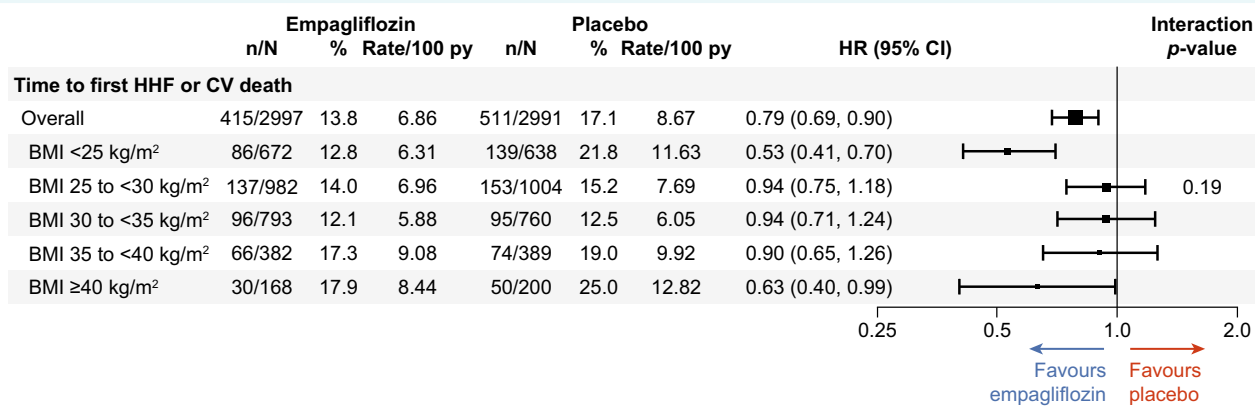 Empagliflozin Placebo Interaction
n/N % Rate/100 py n/N % Rate/100 py HR (95% CI) p-value
Time to first HHF or CV death
Overall 415/2997 13.8 6.86 511/2991 17.1 8.67 0.79 (0.69, 0.90)
BMI <25 kg/m² 86/672 12.8 6.31 139/638 21.8 11.63 0.53 (0.41, 0.70)
BMI 25 to <30 kg/m² 137/982 14.0 6.96 153/1004 15.2 7.69 0.94 (0.75, 1.18) 0.19
BMI 30 to <35 kg/m² 96/793 12.1 5.88 95/760 12.5 6.05 0.94 (0.71, 1.24)
BMI 35 to <40 kg/m² 66/382 17.3 9.08 74/389 19.0 9.92 0.90 (0.65, 1.26)
BMI ≥40 kg/m² 30/168 17.9 8.44 50/200 25.0 12.82 0.63 (0.40, 0.99)
0.25 0.5 1.0 2.0
Favours Favours
empagliflozin placebo